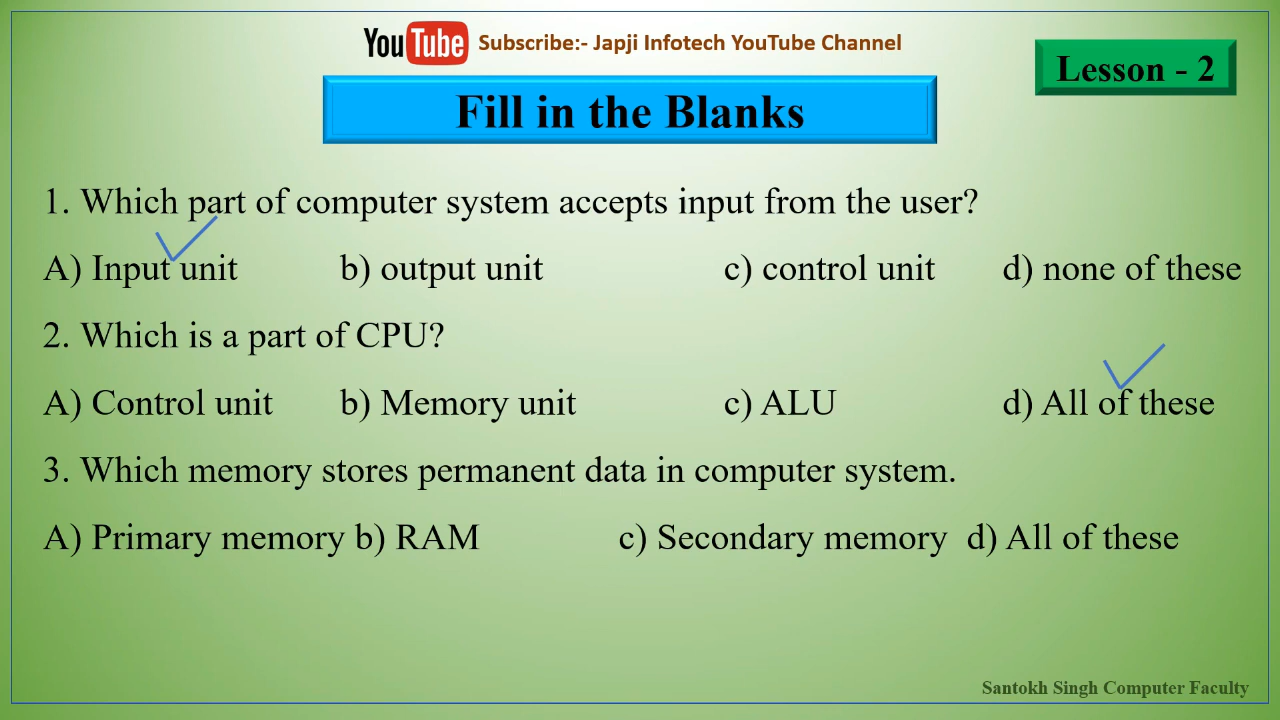 YouTube Subscribe:- Japji Infotech YouTube Channel
Lesson - 2
Fill in the Blanks
1. Which part of computer system accepts input from the user?
A) Input unit b) output unit c) control unit d) none of these
2. Which is a part of CPU?
A) Control unit b) Memory unit c) ALU d) All of these
3. Which memory stores permanent data in computer system.
A) Primary memory b) RAM c) Secondary memory d) All of these
Santokh Singh Computer Faculty